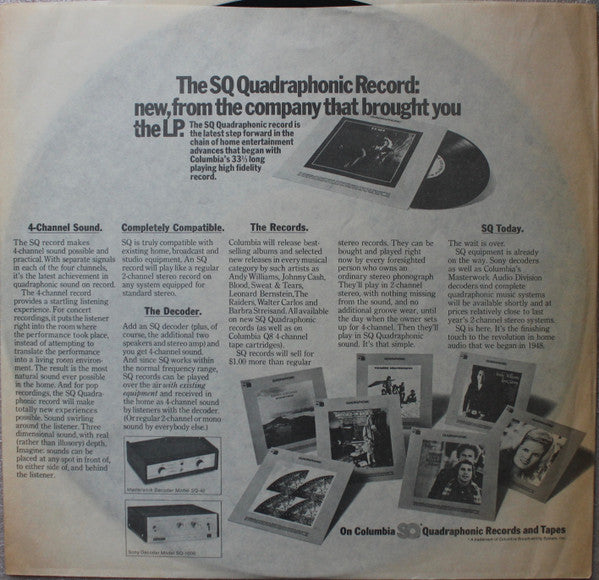 The SQ Quadraphonic Record:
new, from the company that brought you
the LP.
The SQ Quadraphonic record is
the latest step forward in the
chain of home entertainment
advances that began with
Columbia's 33⅓ long
playing high fidelity
record.
4-Channel Sound.
The SQ record makes
4-channel sound possible and
practical. With separate signals
in each of the four channels,
it's the latest achievement in
quadraphonic sound on record.
The 4-channel record
provides a startling listening
experience. For concert
recordings, it puts the listener
right into the room where
the performance took place,
instead of attempting to
translate the performance
into a living room environ-
ment. The result is the most
natural sound ever possible
in the home. And for pop
recordings, the SQ Quadra-
phonic record will make
totally new experiences
possible. Sound swirling
around the listener. Three
dimensional sound, with real
(rather than illusory) depth.
Imagine: sounds can be
placed at any spot in front of,
to either side of, and behind
the listener.
Completely Compatible.
SQ is truly compatible with
existing home, broadcast and
studio equipment. An SQ
record will play like a regular
2-channel stereo record on
any system equipped for
standard stereo.
The Decoder.
Add an SQ decoder (plus, of
course, the additional two
speakers and stereo amp) and
you get 4-channel sound.
And since SQ works within
the normal frequency range,
SQ records can be played
over the air with existing
equipment and received in
the home as 4-channel sound
by listeners with the decoder.
(Or regular 2-channel or mono
sound by everybody else.)
Masterwork Decoder Model SQ-40
Sony Decoder Model SQ-1000
The Records.
Columbia will release best-
selling albums and selected
new releases in every musical
category by such artists as
Andy Williams, Johnny Cash,
Blood, Sweat & Tears,
Leonard Bernstein, The
Raiders, Walter Carlos and
Barbra Streisand. All available
on new SQ Quadraphonic
records (as well as on
Columbia Q8 4-channel
tape cartridges).
SQ records will sell for
$1.00 more than regular
stereo records. They can be
bought and played right
now by every foresighted
person who owns an
ordinary stereo phonograph
They'll play in 2-channel
stereo, with nothing missing
from the sound, and no
additional groove wear, until
the day when the owner sets
up for 4-channel. Then they'll
play in SQ Quadraphonic
sound. It's that simple.
SQ Today.
The wait is over.
SQ equipment is already
on the way. Sony decoders
as well as Columbia's
Masterwork Audio Division
decoders and complete
quadraphonic music systems
will be available shortly and at
prices relatively close to last
year's 2-channel stereo systems.
SQ is here. It's the finishing
touch to the revolution in home
audio that we began in 1948.
QUADRAPHONIC
QUADRAPHONIC
QUADRAPHONIC
On Columbia SQ Quadraphonic Records and Tapes
* A trademark of Columbia Broadcasting System, Inc.